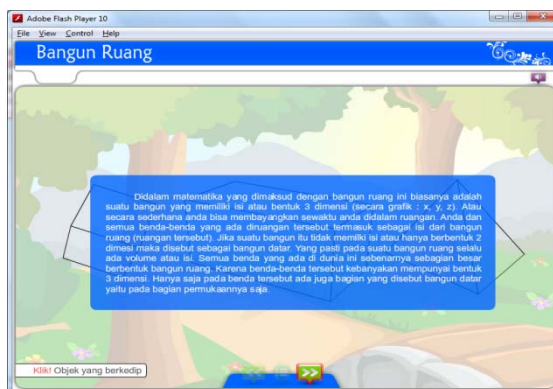 Adobe Flash Player 10
File View Control Help
Bangun Ruang
Didalam matematika yang dimaksud dengan bangun ruang ini biasanya adalah
suatu bangun yang memiliki isi atau bentuk 3 dimensi (secara grafik : x, y, z). Atau
secara sederhana anda bisa membayangkan sewaktu anda didalam ruangan. Anda dan
semua benda-benda yang ada diruangan tersebut termasuk sebagai isi dari bangun
ruang (ruangan tersebut). Jika suatu bangun itu tidak memilki isi atau hanya berbentuk 2
dimesi maka disebut sebagai bangun datar. Yang pasti pada suatu bangun ruang selalu
ada volume atau isi. Semua benda yang ada di dunia ini sebenarnya sebagian besar
berbentuk bangun ruang. Karena benda-benda tersebut kebanyakan mempunyai bentuk
3 dimensi. Hanya saja pada benda tersebut ada juga bagian yang disebut bangun datar
yaitu pada bagian permukaannya saja.
Klik! Objek yang berkedip